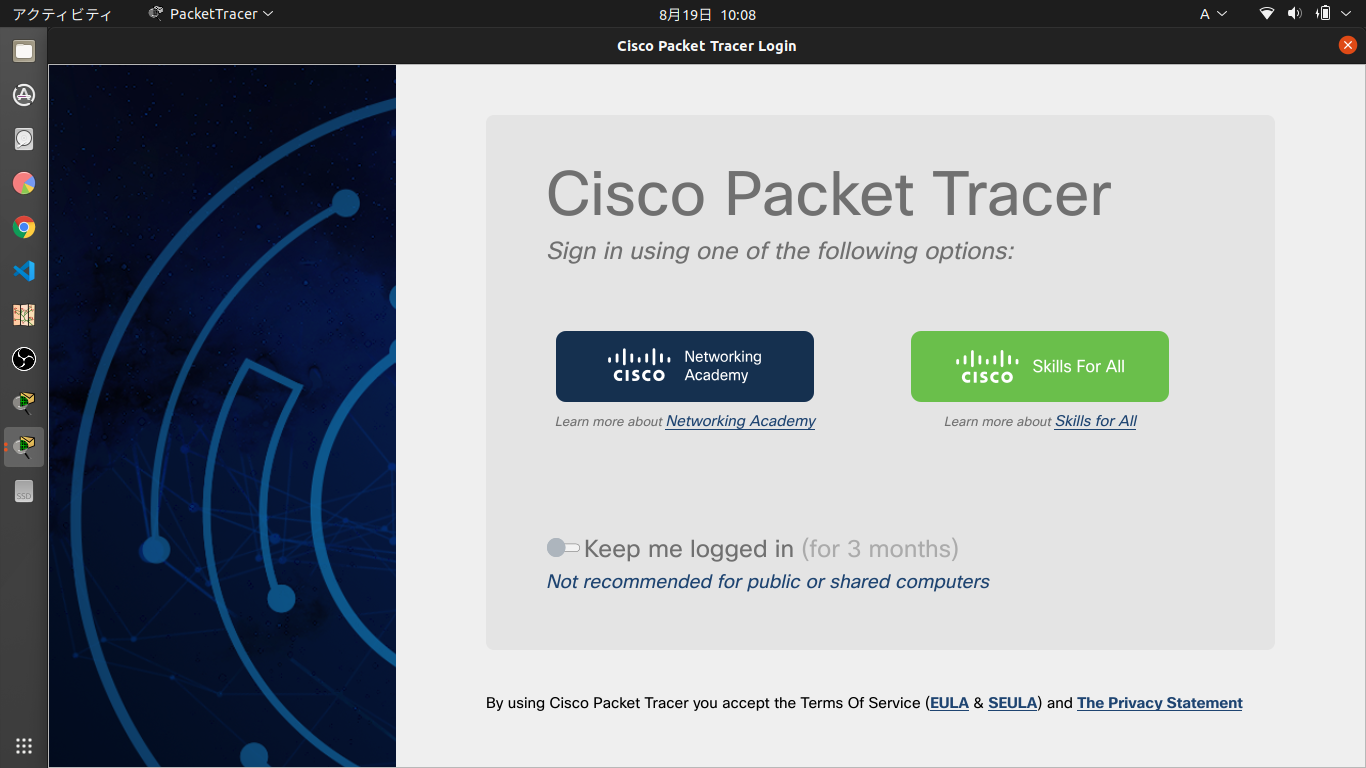 アクティビティ PacketTracer 8月19日 10:08 A
Cisco Packet Tracer Login
Cisco Packet Tracer
Sign in using one of the following options:
CISCO Networking Academy
CISCO Skills For All
Learn more about Networking Academy
Learn more about Skills for All
Keep me logged in (for 3 months)
Not recommended for public or shared computers
By using Cisco Packet Tracer you accept the Terms Of Service (EULA & SEULA) and The Privacy Statement
SSD